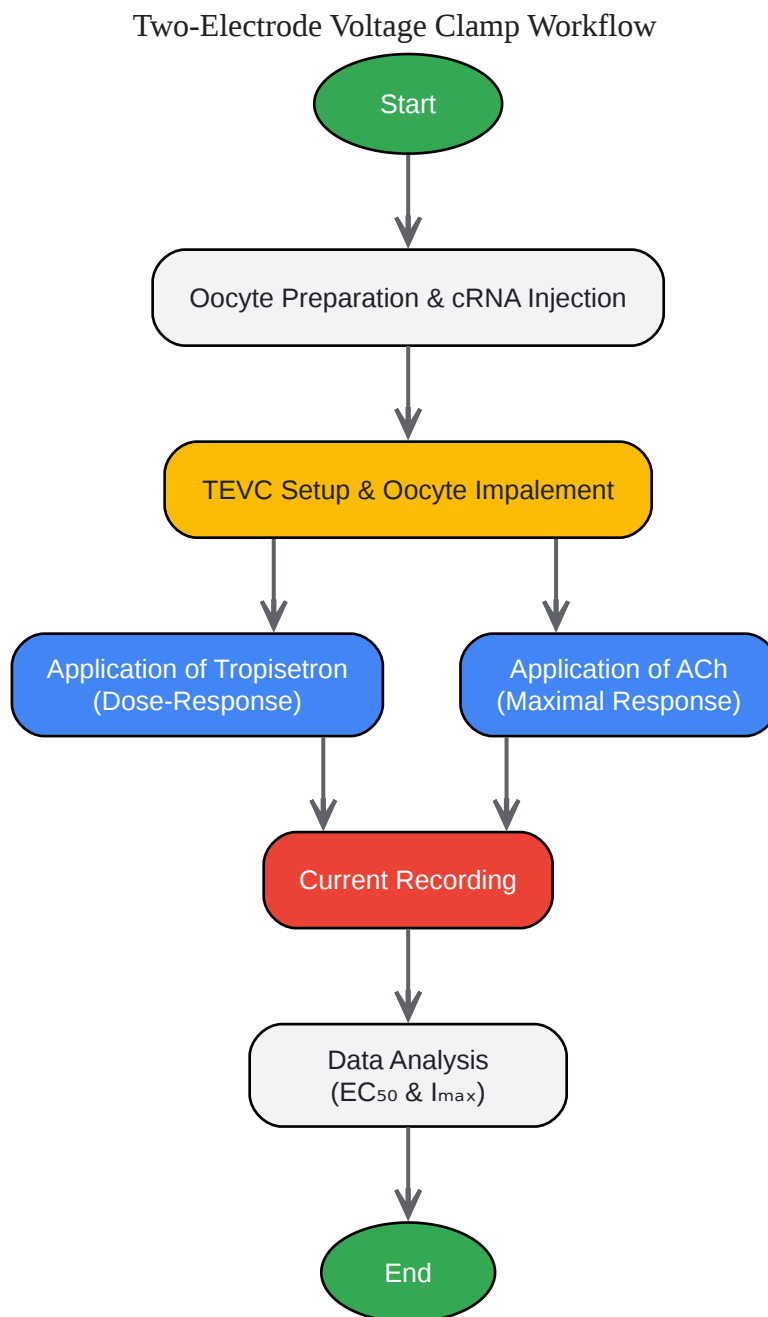 Two-Electrode Voltage Clamp Workflow
Start
Oocyte Preparation & cRNA Injection
TEVC Setup & Oocyte Impalement
Application of Tropisetron
(Dose-Response)
Application of ACh
(Maximal Response)
Current Recording
Data Analysis
(EC₅₀ & Iₘₐₓ)
End